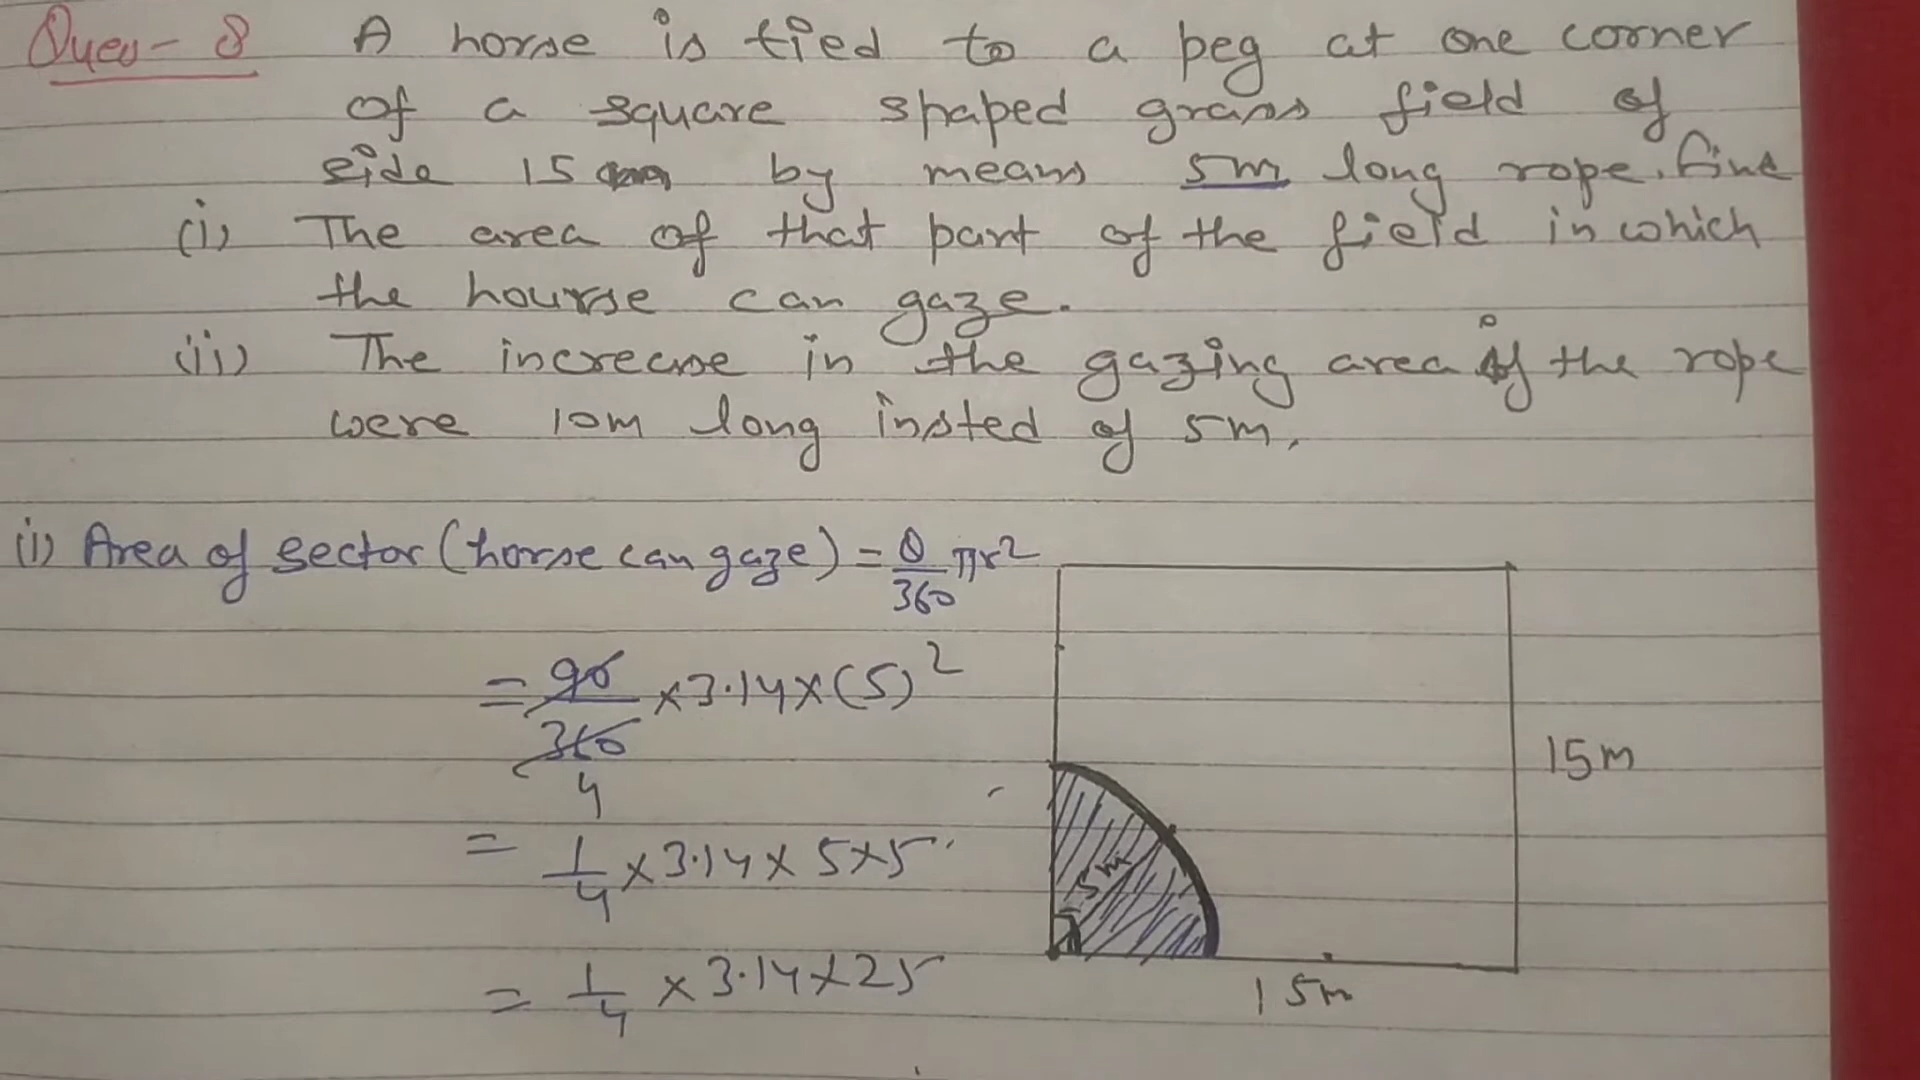 Ques - 8 A horse is tied to a peg at one corner
of a square shaped grass field of
side 15 by means 5m long rope. find
(i) The area of that part of the field in which
the hourse can gaze.
(ii) The increase in the gazing area if the rope
were 10m long insted of 5m.
(i) Area of sector (horse can gaze) = θ/360 πr²
= 90/360 × 3.14 × (5)²
4
= 1/4 × 3.14 × 5 × 5
= 1/4 × 3.14 × 25
15m
5m
15m